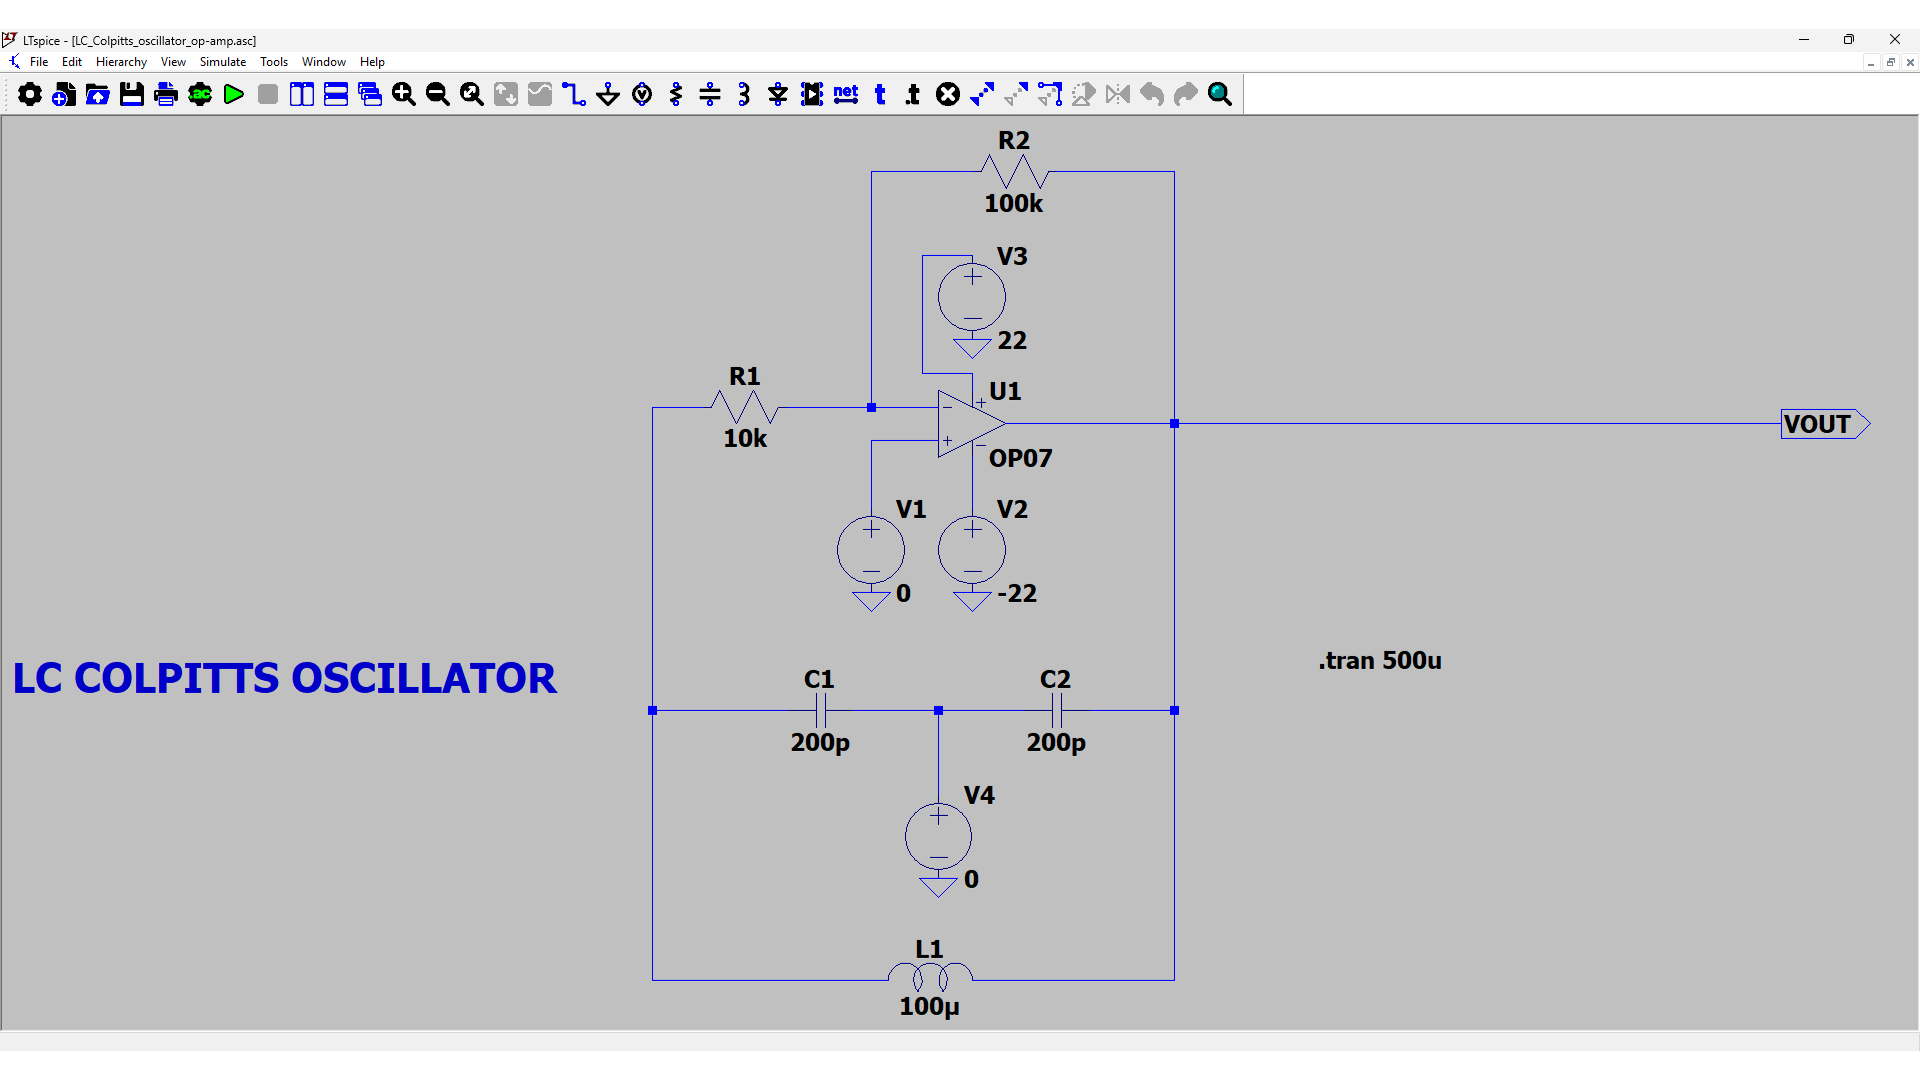 LTspice - [LC_Colpitts_oscillator_op-amp.asc]
File Edit Hierarchy View Simulate Tools Window Help
.ac net t .t
R2
100k
V3
22
R1
10k
U1
OP07
VOUT
V1
0
V2
-22
LC COLPITTS OSCILLATOR
.tran 500u
C1
200p
C2
200p
V4
0
L1
100µ